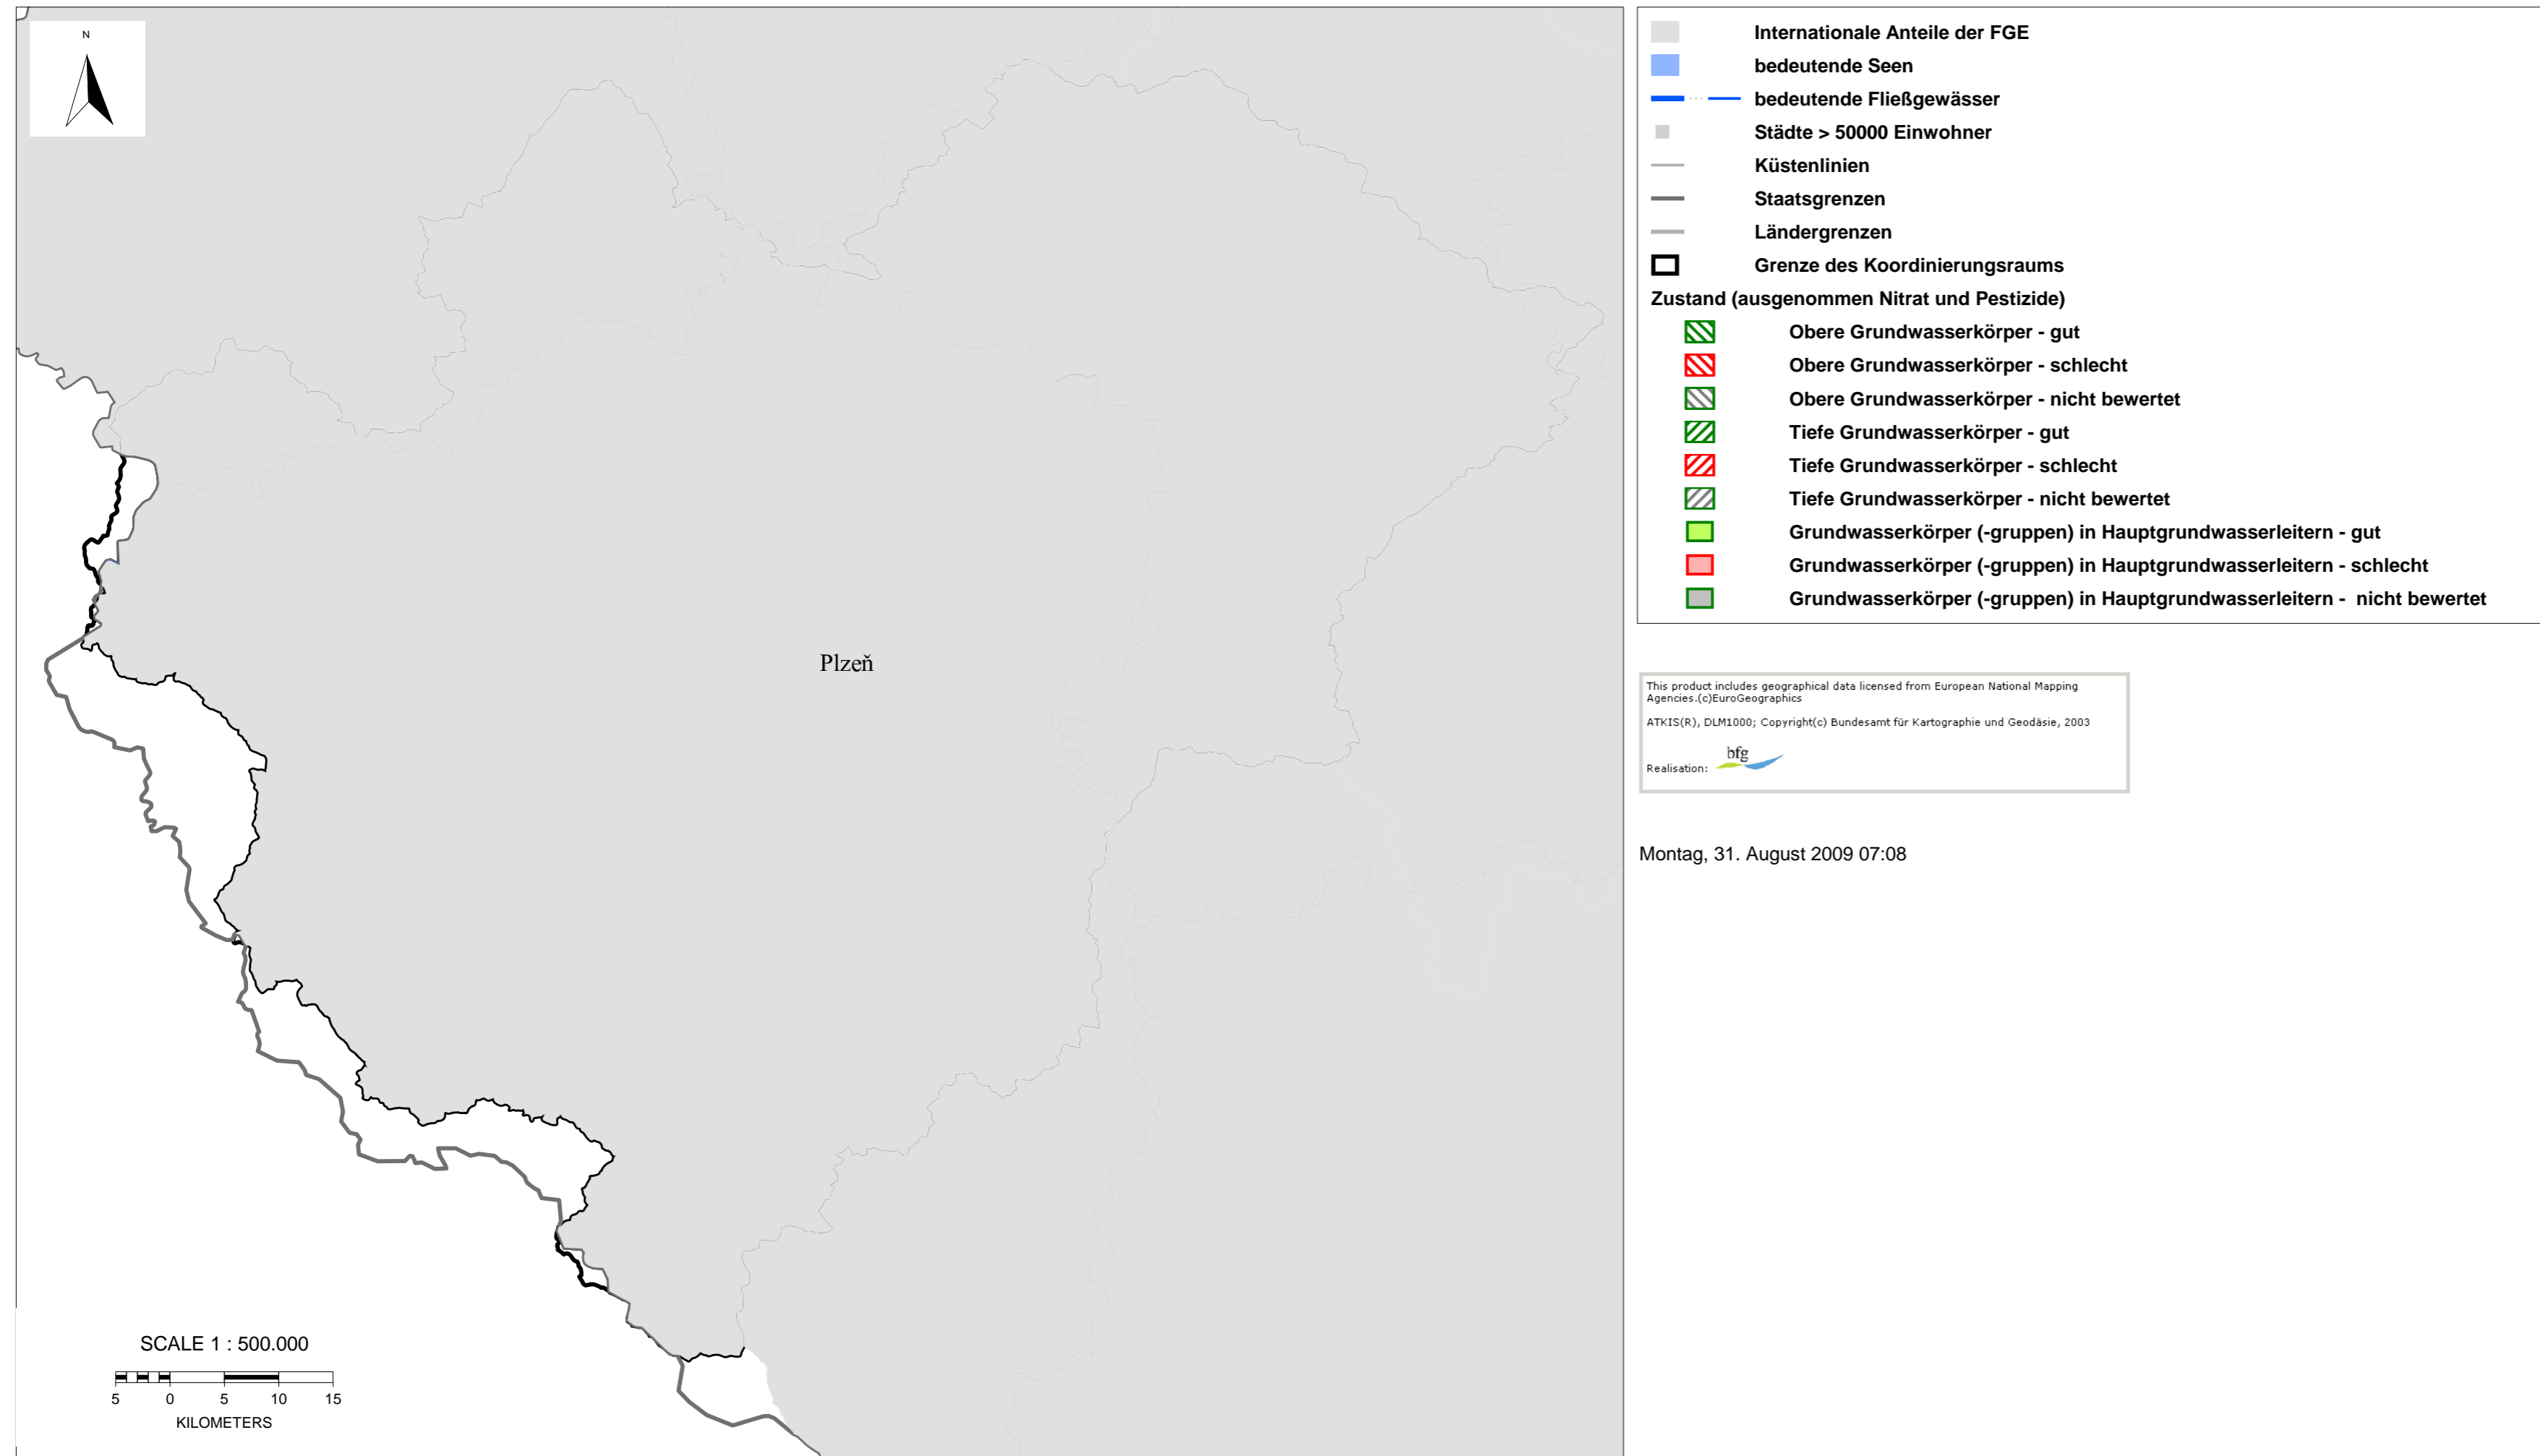 N
Plzeň
SCALE 1 : 500.000
5 0 5 10 15
KILOMETERS
Internationale Anteile der FGE
bedeutende Seen
bedeutende Fließgewässer
Städte > 50000 Einwohner
Küstenlinien
Staatsgrenzen
Ländergrenzen
Grenze des Koordinierungsraums
Zustand (ausgenommen Nitrat und Pestizide)
Obere Grundwasserkörper - gut
Obere Grundwasserkörper - schlecht
Obere Grundwasserkörper - nicht bewertet
Tiefe Grundwasserkörper - gut
Tiefe Grundwasserkörper - schlecht
Tiefe Grundwasserkörper - nicht bewertet
Grundwasserkörper (-gruppen) in Hauptgrundwasserleitern - gut
Grundwasserkörper (-gruppen) in Hauptgrundwasserleitern - schlecht
Grundwasserkörper (-gruppen) in Hauptgrundwasserleitern - nicht bewertet
This product includes geographical data licensed from European National Mapping
Agencies.(c)EuroGeographics
ATKIS(R), DLM1000; Copyright(c) Bundesamt für Kartographie und Geodäsie, 2003
Realisation: bfg
Montag, 31. August 2009 07:08